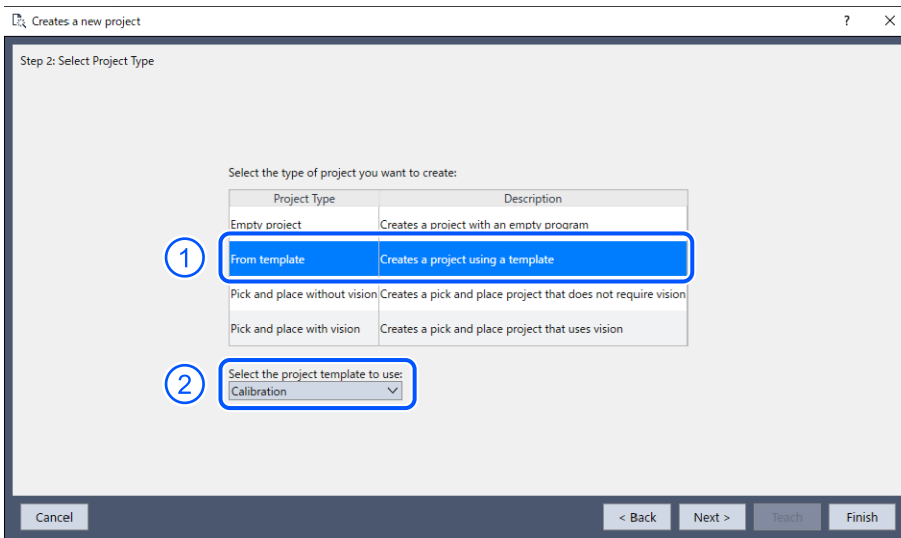 Creates a new project
?
Step 2: Select Project Type
Select the type of project you want to create:
Project Type Description
Empty project Creates a project with an empty program
1 From template Creates a project using a template
Pick and place without vision Creates a pick and place project that does not require vision
Pick and place with vision Creates a pick and place project that uses vision
Select the project template to use:
2 Calibration
Cancel < Back Next > Teach Finish